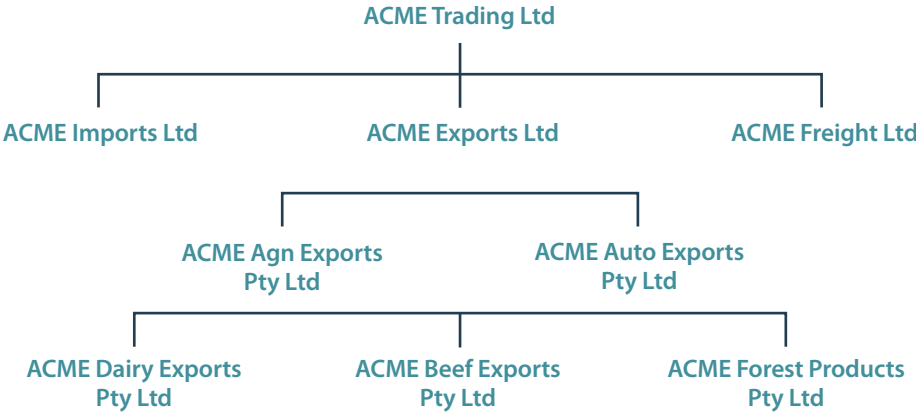 ACME Trading Ltd
ACME Imports Ltd
ACME Exports Ltd
ACME Freight Ltd
ACME Agn Exports
Pty Ltd
ACME Auto Exports
Pty Ltd
ACME Dairy Exports
Pty Ltd
ACME Beef Exports
Pty Ltd
ACME Forest Products
Pty Ltd